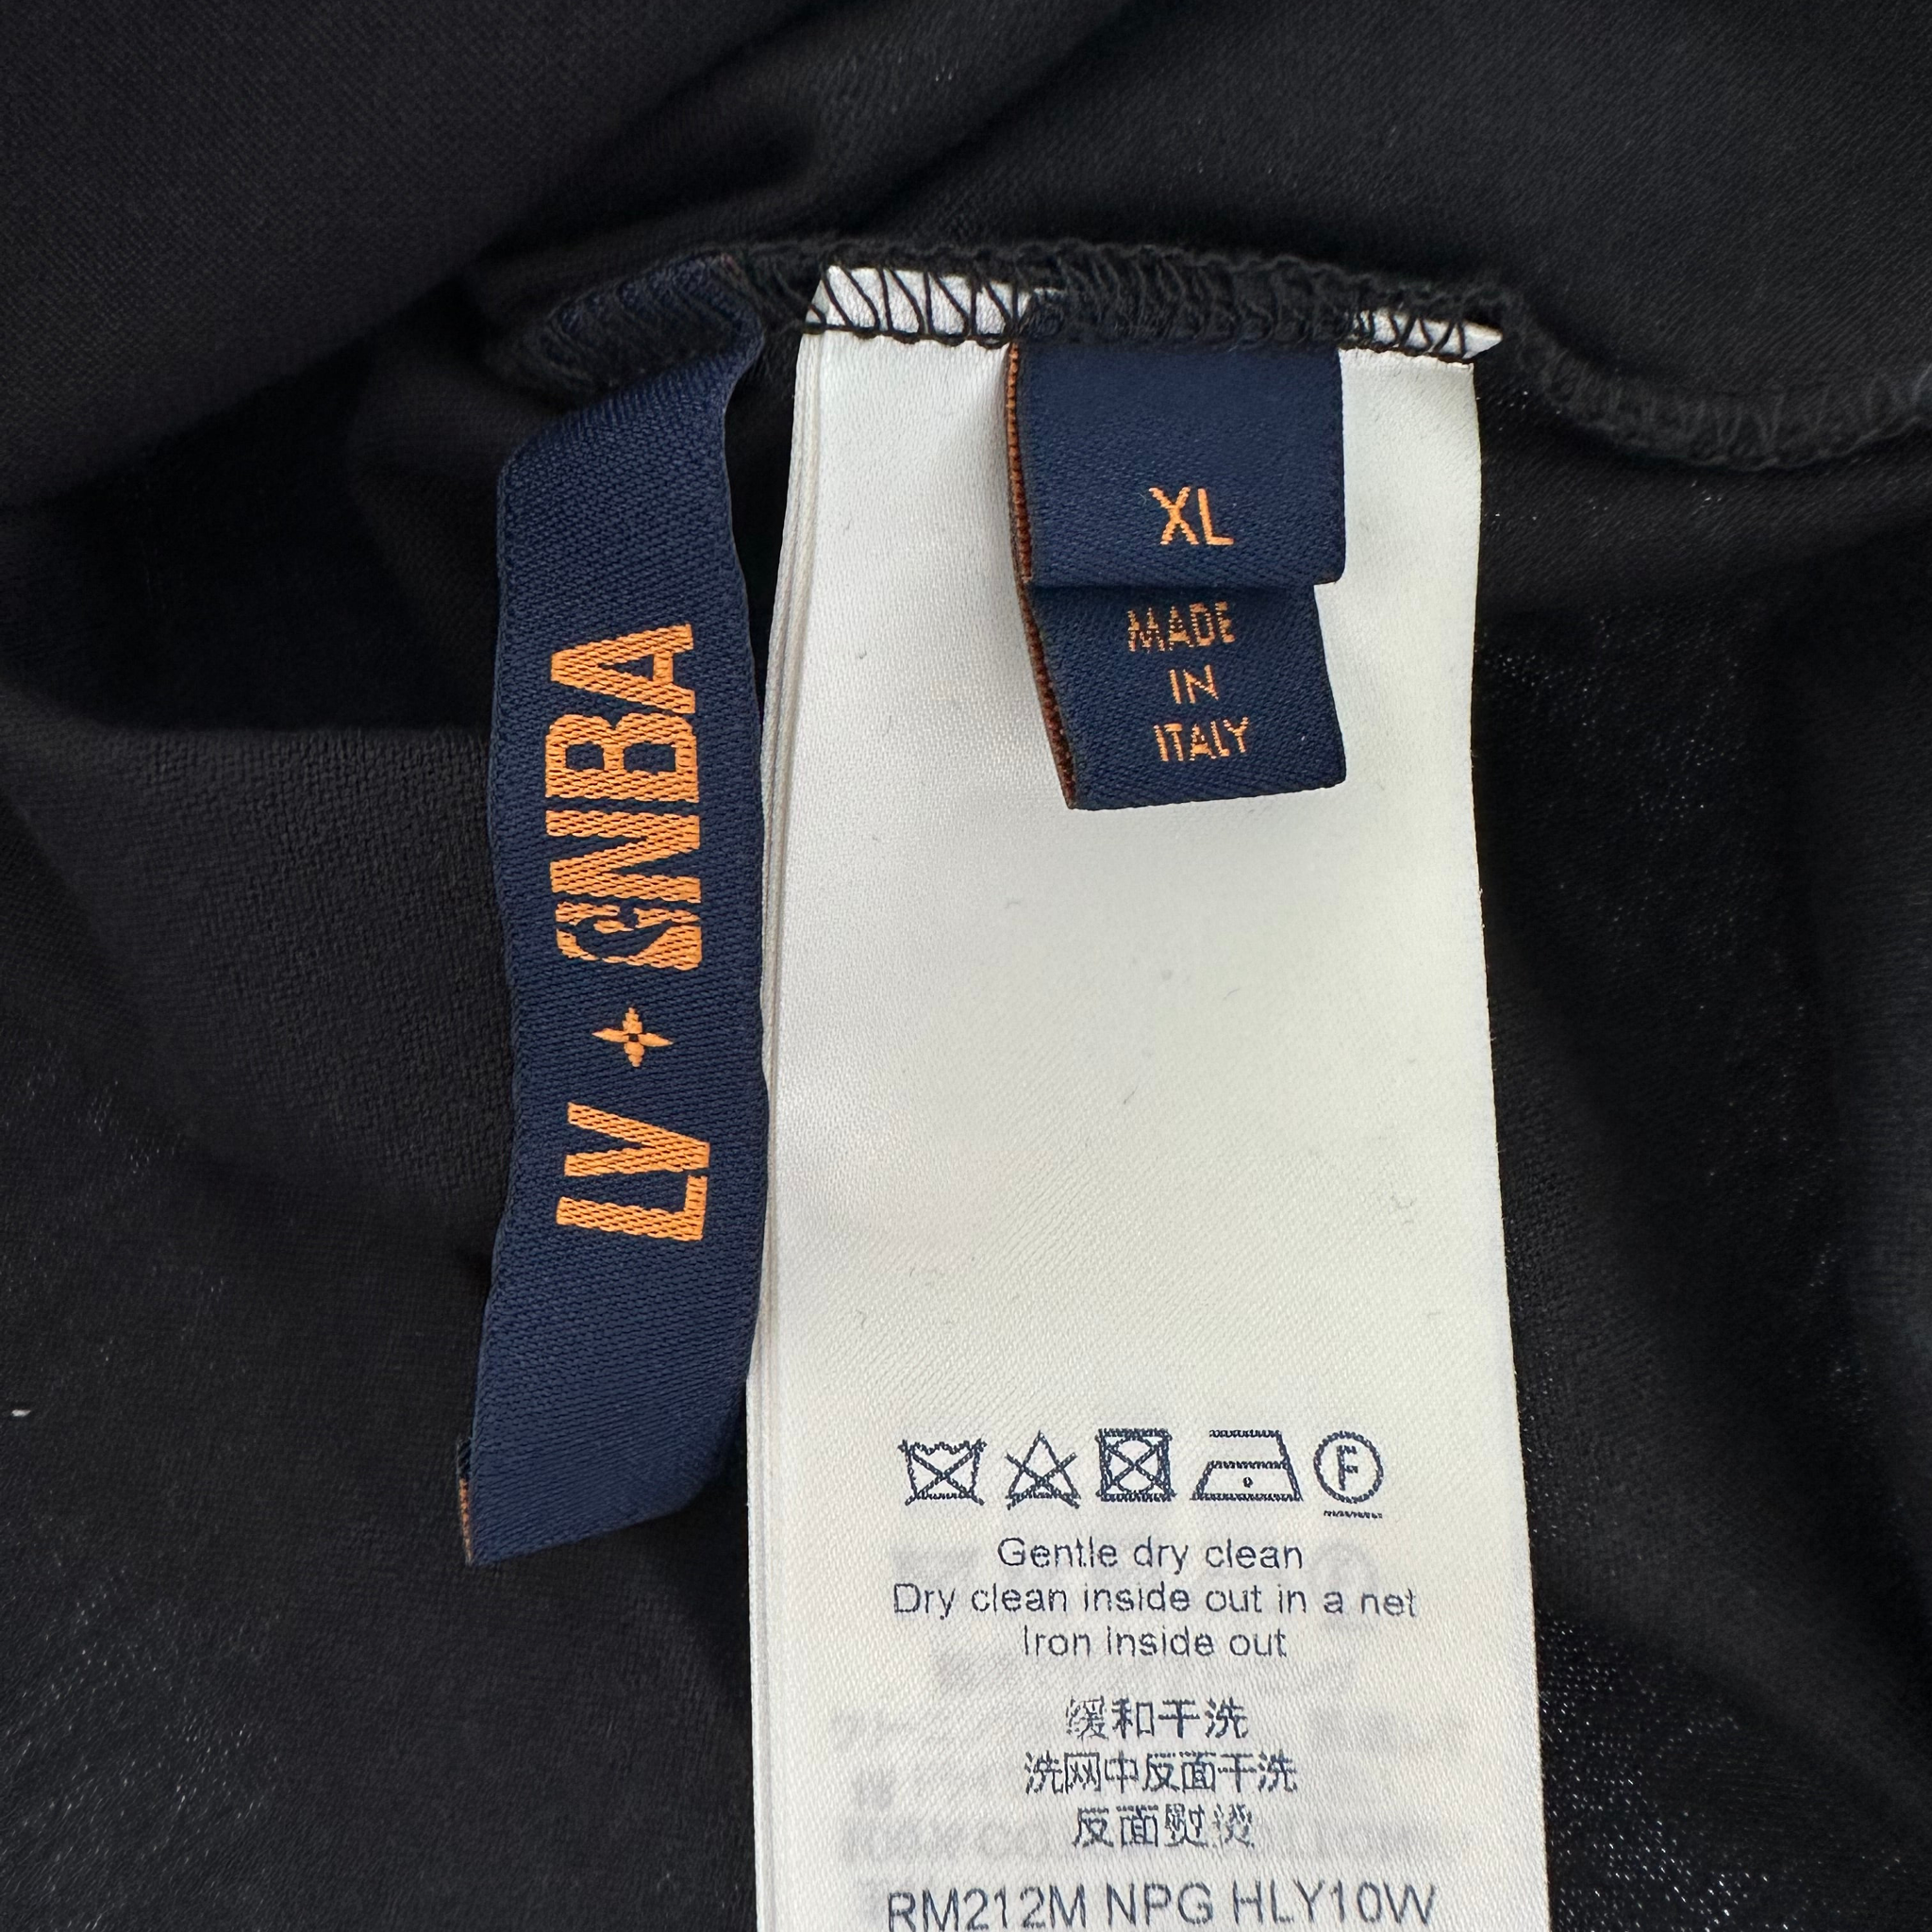 LV NBA
XL
MADE
IN
ITALY
F
Gentle dry clean
Dry clean inside out in a net
Iron inside out
缓和干洗
洗网中反面干洗
反面熨烫
RM212M NPG HLY10W